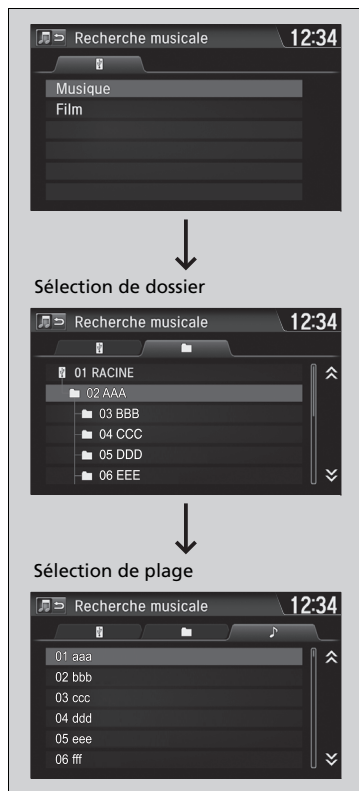 Recherche musicale 12:34
Musique
Film
Sélection de dossier
Recherche musicale 12:34
01 RACINE
02 AAA
03 BBB
04 CCC
05 DDD
06 EEE
Sélection de plage
Recherche musicale 12:34
01 aaa
02 bbb
03 ccc
04 ddd
05 eee
06 fff